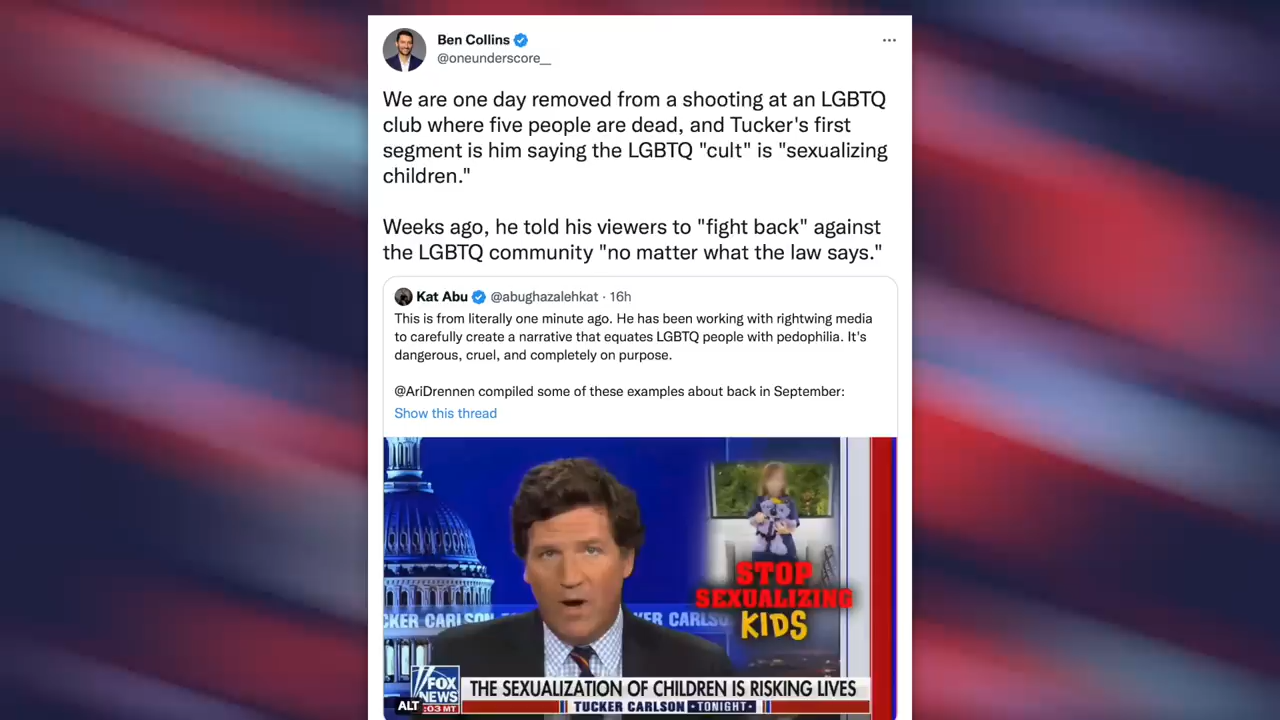 Ben Collins
@oneunderscore__
We are one day removed from a shooting at an LGBTQ
club where five people are dead, and Tucker's first
segment is him saying the LGBTQ "cult" is "sexualizing
children."
Weeks ago, he told his viewers to "fight back" against
the LGBTQ community "no matter what the law says."
Kat Abu @abughazalehkat · 16h
This is from literally one minute ago. He has been working with rightwing media
to carefully create a narrative that equates LGBTQ people with pedophilia. It's
dangerous, cruel, and completely on purpose.
@AriDrennen compiled some of these examples about back in September:
Show this thread
STOP
SEXUALIZING
KIDS
CKER CARLSON
KER CARLSO
FOX
NEWS
ALT
:03 MT
THE SEXUALIZATION OF CHILDREN IS RISKING LIVES
TUCKER CARLSON TONIGHT